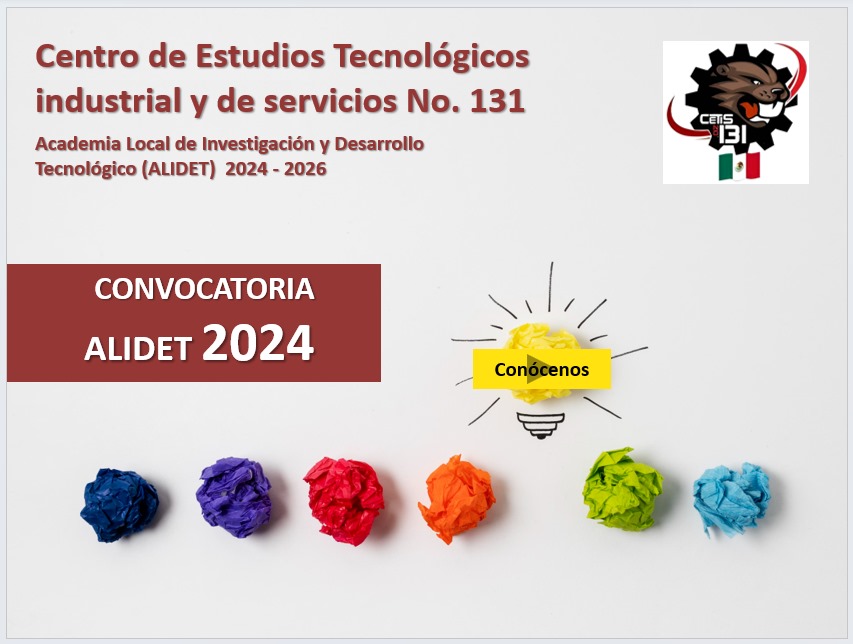 Centro de Estudios Tecnológicos
industrial y de servicios No. 131
Academia Local de Investigación y Desarrollo
Tecnológico (ALIDET) 2024 - 2026
CETIS
131
CONVOCATORIA
ALIDET 2024
Conócenos